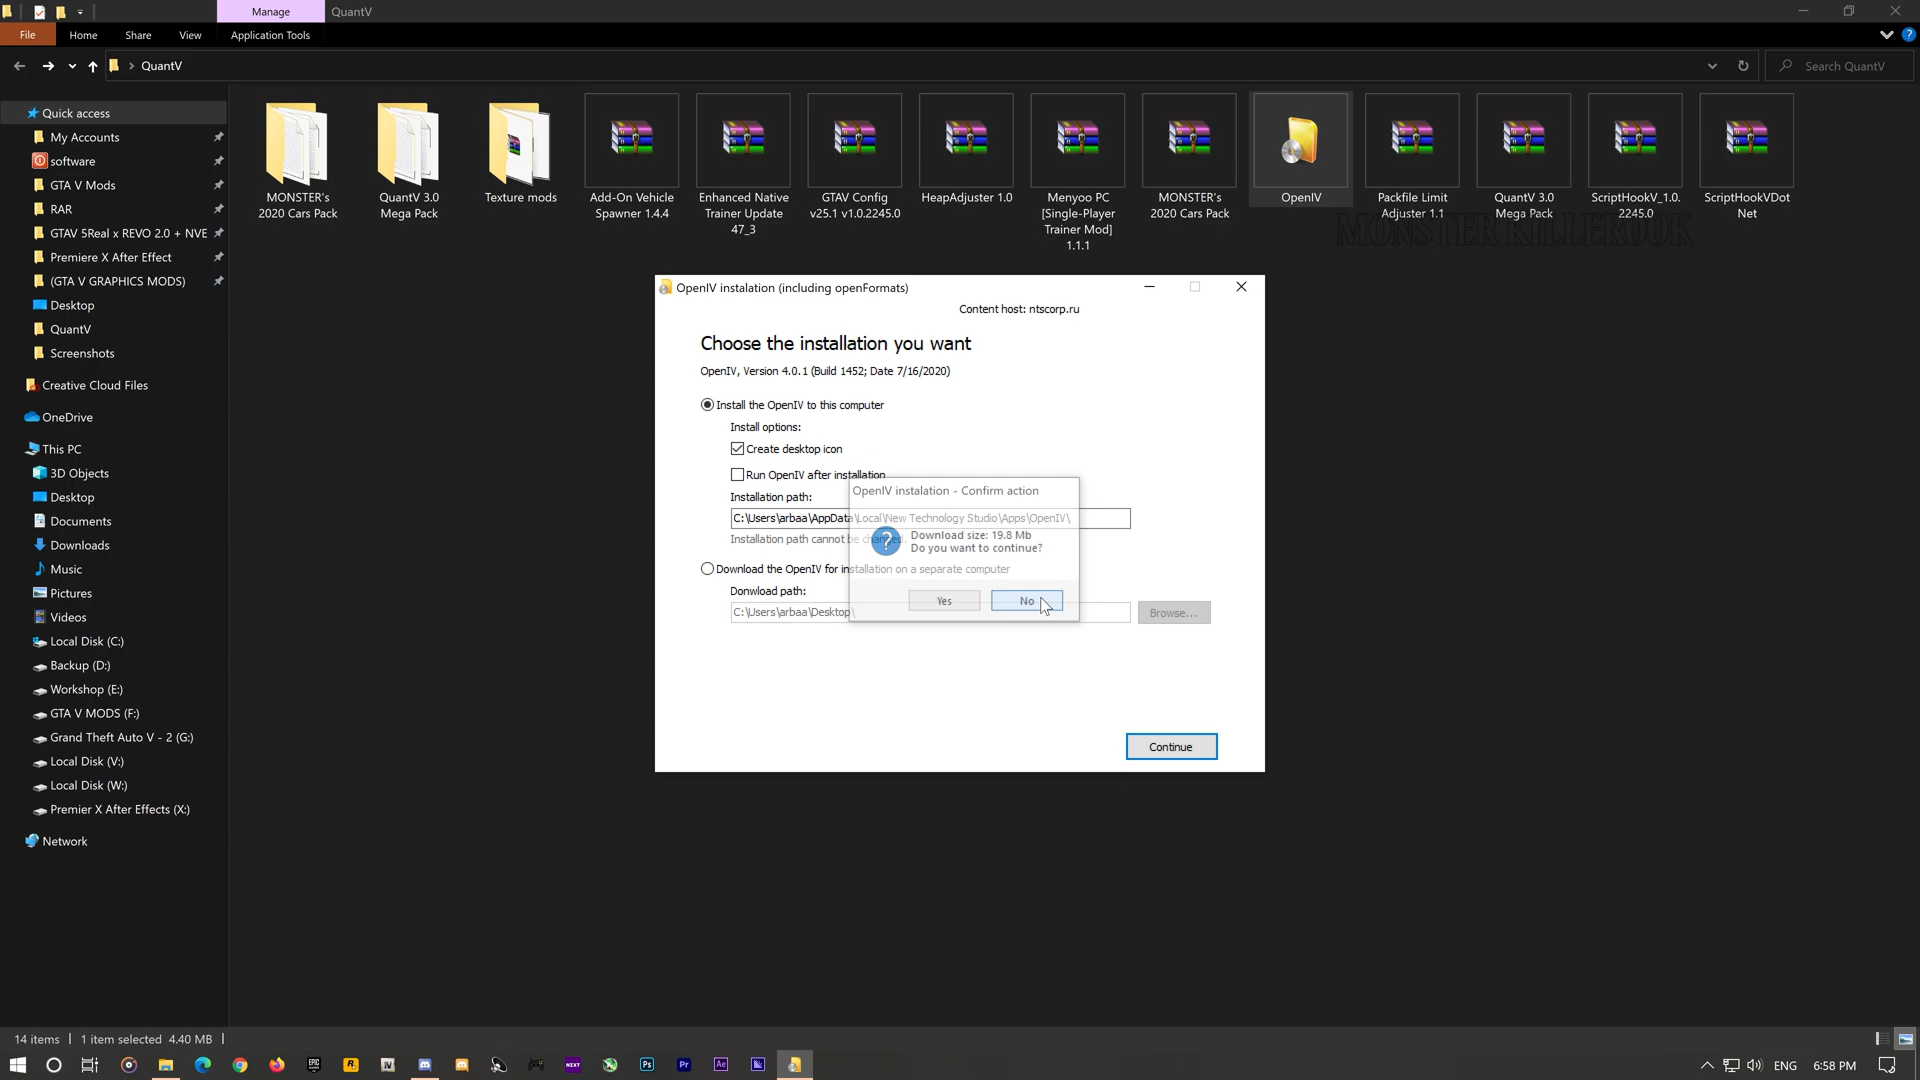 Manage
QuantV
File
Home
Share
View
Application Tools
QuantV
Search QuantV
Quick access
My Accounts
software
GTA V Mods
RAR
GTAV 5Real x REVO 2.0 + NVE
Premiere X After Effect
(GTA V GRAPHICS MODS)
Desktop
QuantV
Screenshots
Creative Cloud Files
OneDrive
This PC
3D Objects
Desktop
Documents
Downloads
Music
Pictures
Videos
Local Disk (C:)
Backup (D:)
Workshop (E:)
GTA V MODS (F:)
Grand Theft Auto V - 2 (G:)
Local Disk (V:)
Local Disk (W:)
Premier X After Effects (X:)
Network
MONSTER's
2020 Cars Pack
QuantV 3.0
Mega Pack
Texture mods
Add-On Vehicle
Spawner 1.4.4
Enhanced Native
Trainer Update
47_3
GTAV Config
v25.1 v1.0.2245.0
HeapAdjuster 1.0
Menyoo PC
[Single-Player
Trainer Mod]
1.1.1
MONSTER's
2020 Cars Pack
OpenIV
Packfile Limit
Adjuster 1.1
QuantV 3.0
Mega Pack
ScriptHookV_1.0.
2245.0
ScriptHookVDot
Net
MONSTER KILLEROOK
OpenIV instalation (including openFormats)
Content host: ntscorp.ru
Choose the installation you want
OpenIV, Version 4.0.1 (Build 1452; Date 7/16/2020)
Install the OpenIV to this computer
Install options:
Create desktop icon
Run OpenIV after installation
Installation path:
C:\Users\arbaa\AppData\Local\New Technology Studio\Apps\OpenIV\
Installation path cannot be changed.
Download the OpenIV for installation on a separate computer
Donwload path:
C:\Users\arbaa\Desktop\
Browse...
Continue
OpenIV instalation - Confirm action
Download size: 19.8 Mb
Do you want to continue?
Yes
No
14 items
1 item selected 4.40 MB
ENG
6:58 PM